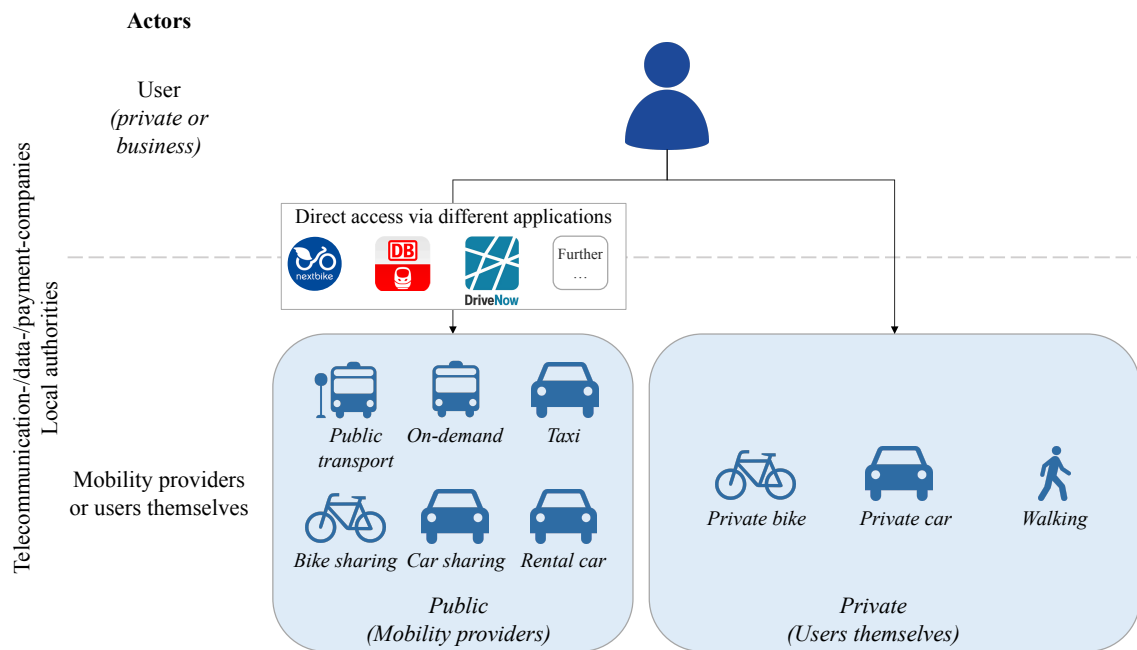 Actors
User
(private or
business)
Telecommunication-/data-/payment-companies
Local authorities
Direct access via different applications
nextbike
DB
DriveNow
Further
…
Public
transport
On-demand
Taxi
Mobility providers
or users themselves
Bike sharing
Car sharing
Rental car
Public
(Mobility providers)
Private bike
Private car
Walking
Private
(Users themselves)